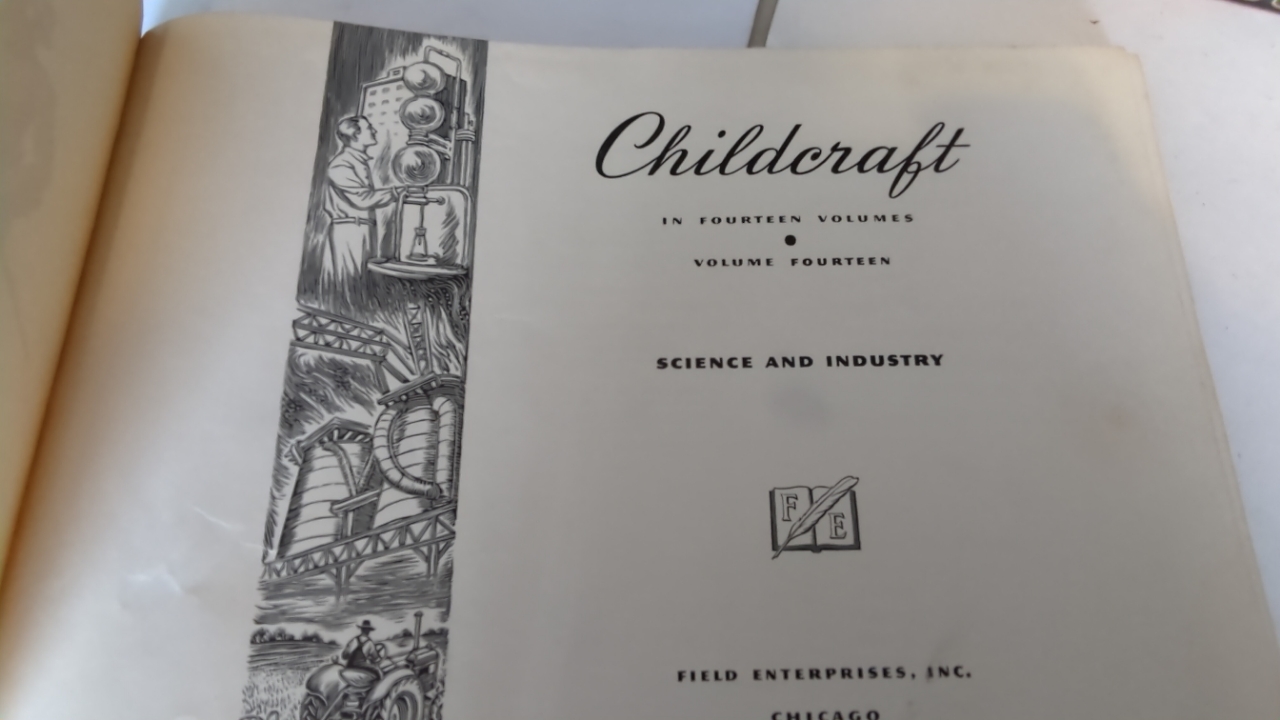 Childcraft
IN FOURTEEN VOLUMES
●
VOLUME FOURTEEN
SCIENCE AND INDUSTRY
F E
FIELD ENTERPRISES, INC.
CHICAGO